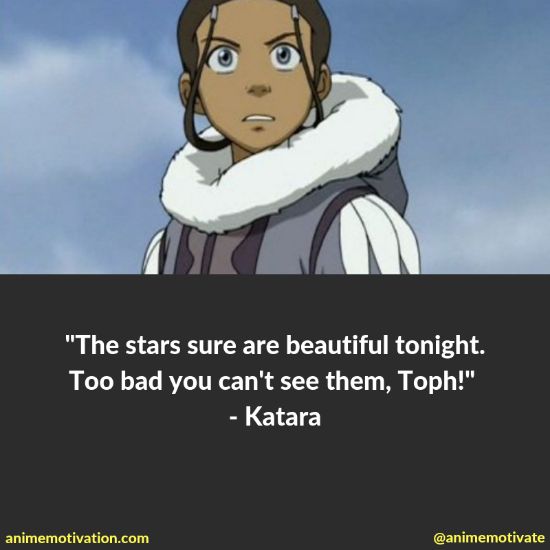 "The stars sure are beautiful tonight.
Too bad you can't see them, Toph!"
- Katara
animemotivation.com
@animemotivate